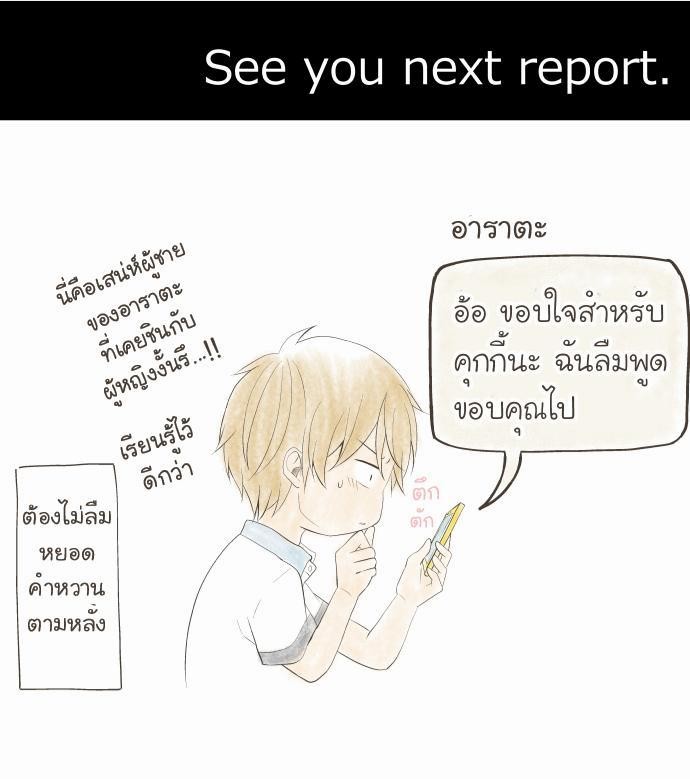 See you next report.
อาราตะ
อ้อ ขอบใจสำหรับ
คุกกี้นะ ฉันลืมพูด
ขอบคุณไป
นี่คือเสน่ห์ผู้ชาย
ของอาราตะ
ที่เคยชินกับ
ผู้หญิงงั้นรึ...!!
เรียนรู้ไว้
ดีกว่า
ตึก
ตัก
ต้องไม่ลืม
หยอด
คำหวาน
ตามหลัง